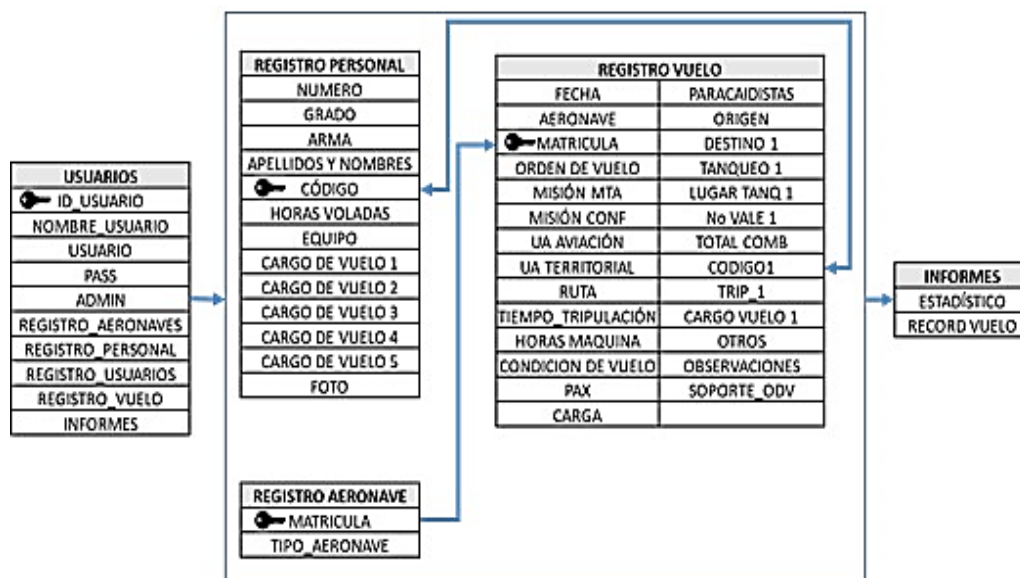 USUARIOS
ID_USUARIO
NOMBRE_USUARIO
USUARIO
PASS
ADMIN
REGISTRO_AERONAVES
REGISTRO_PERSONAL
REGISTRO_USUARIOS
REGISTRO_VUELO
INFORMES
REGISTRO PERSONAL
NUMERO
GRADO
ARMA
APELLIDOS Y NOMBRES
CÓDIGO
HORAS VOLADAS
EQUIPO
CARGO DE VUELO 1
CARGO DE VUELO 2
CARGO DE VUELO 3
CARGO DE VUELO 4
CARGO DE VUELO 5
FOTO
REGISTRO AERONAVE
MATRICULA
TIPO_AERONAVE
REGISTRO VUELO
FECHA
AERONAVE
MATRICULA
ORDEN DE VUELO
MISIÓN MTA
MISIÓN CONF
UA AVIACIÓN
UA TERRITORIAL
RUTA
TIEMPO_TRIPULACIÓN
HORAS MAQUINA
CONDICION DE VUELO
PAX
CARGA
PARACAIDISTAS
ORIGEN
DESTINO 1
TANQUEO 1
LUGAR TANQ 1
No VALE 1
TOTAL COMB
CODIGO1
TRIP_1
CARGO VUELO 1
OTROS
OBSERVACIONES
SOPORTE_ODV
INFORMES
ESTADÍSTICO
RECORD VUELO